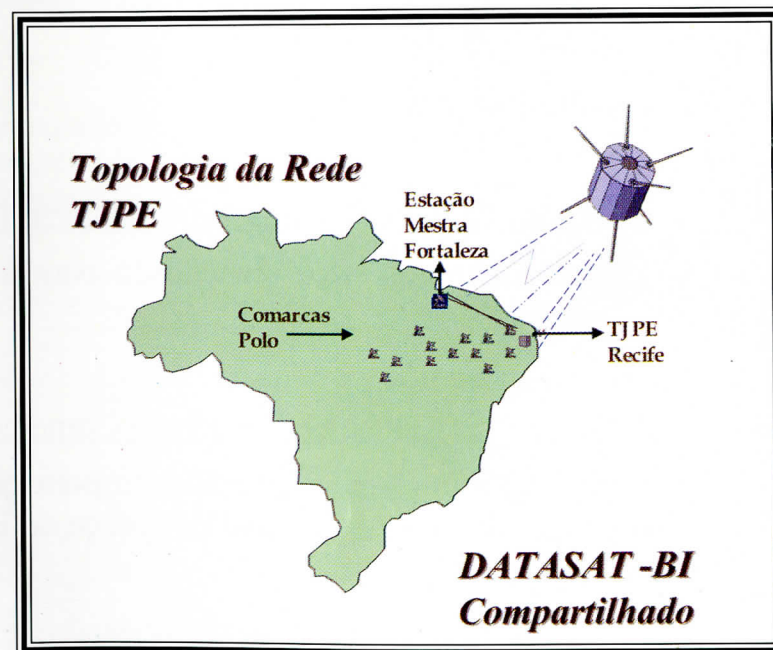 Topologia da Rede
TJPE
Estação
Mestra
Fortaleza
Comarcas
Polo
TJPE
Recife
DATASAT -BI
Compartilhado